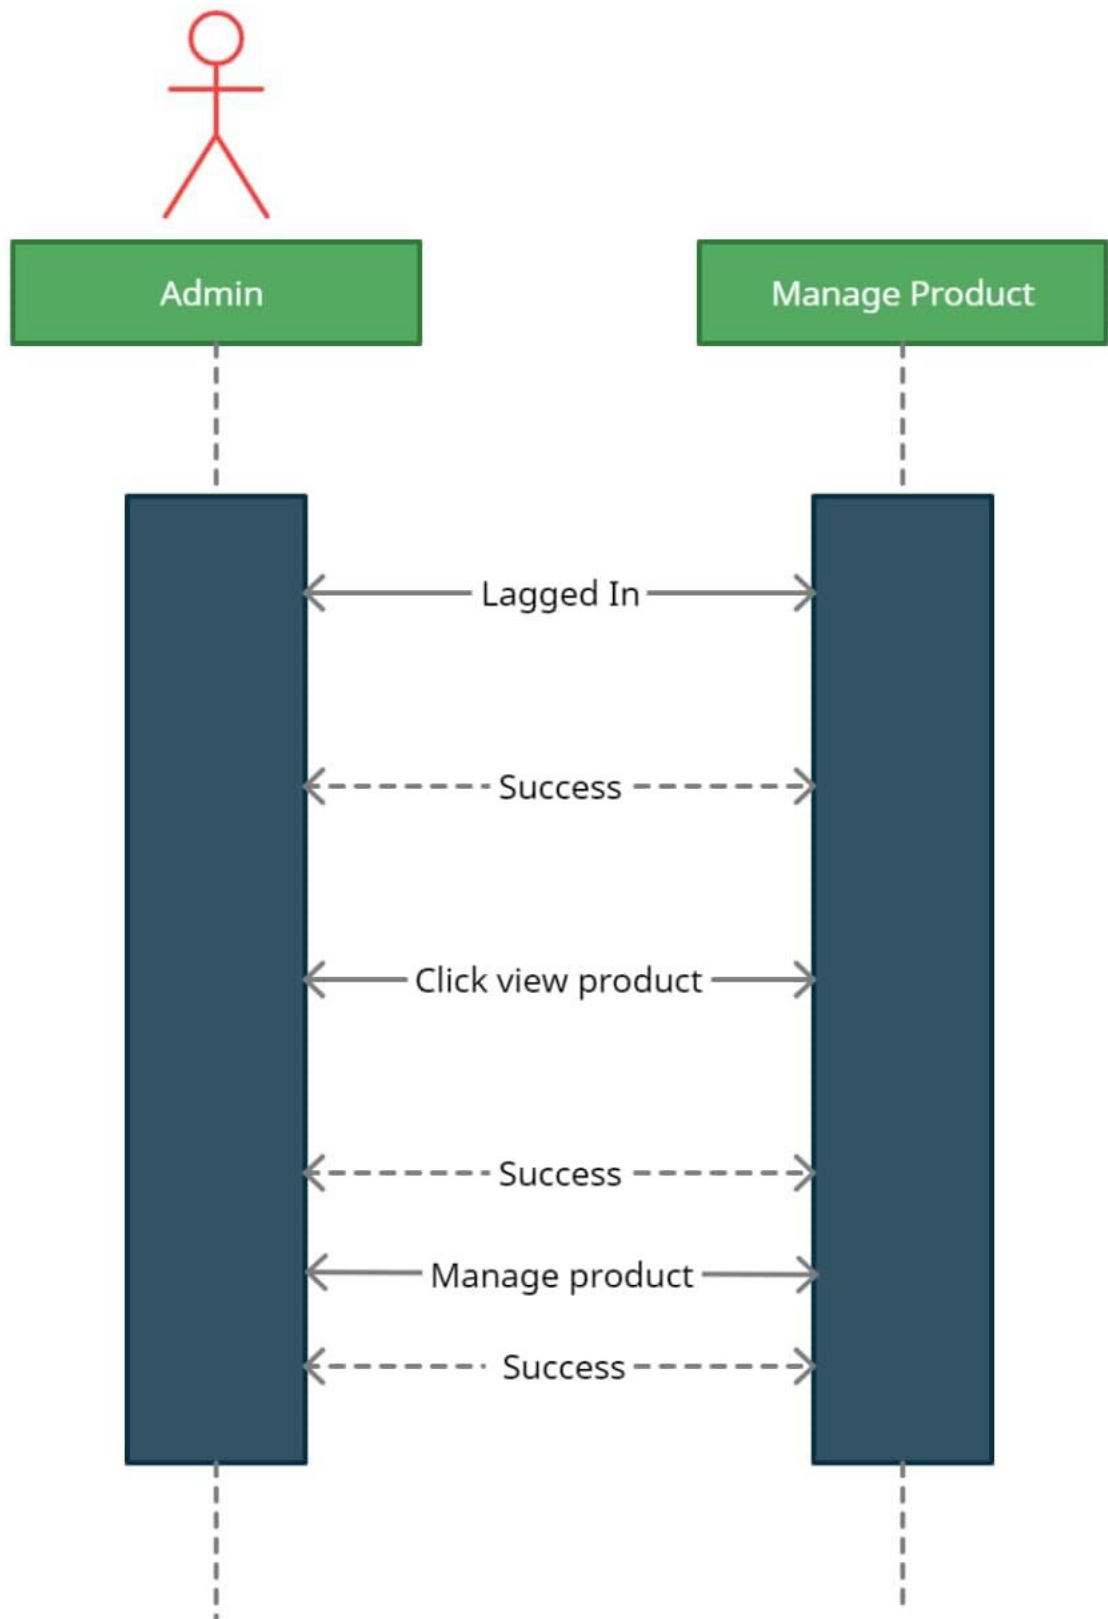 Admin
Manage Product
Lagged In
Success
Click view product
Success
Manage product
Success